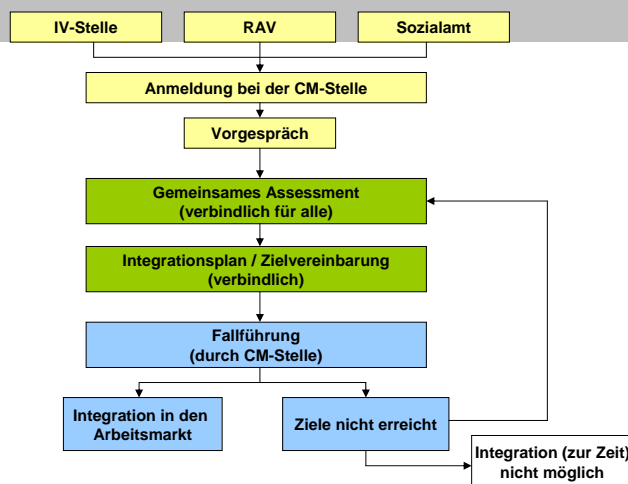 IV-Stelle
RAV
Sozialamt
Anmeldung bei der CM-Stelle
Vorgespräch
Gemeinsames Assessment
(verbindlich für alle)
Integrationsplan / Zielvereinbarung
(verbindlich)
Fallführung
(durch CM-Stelle)
Integration in den
Arbeitsmarkt
Ziele nicht erreicht
Integration (zur Zeit)
nicht möglich